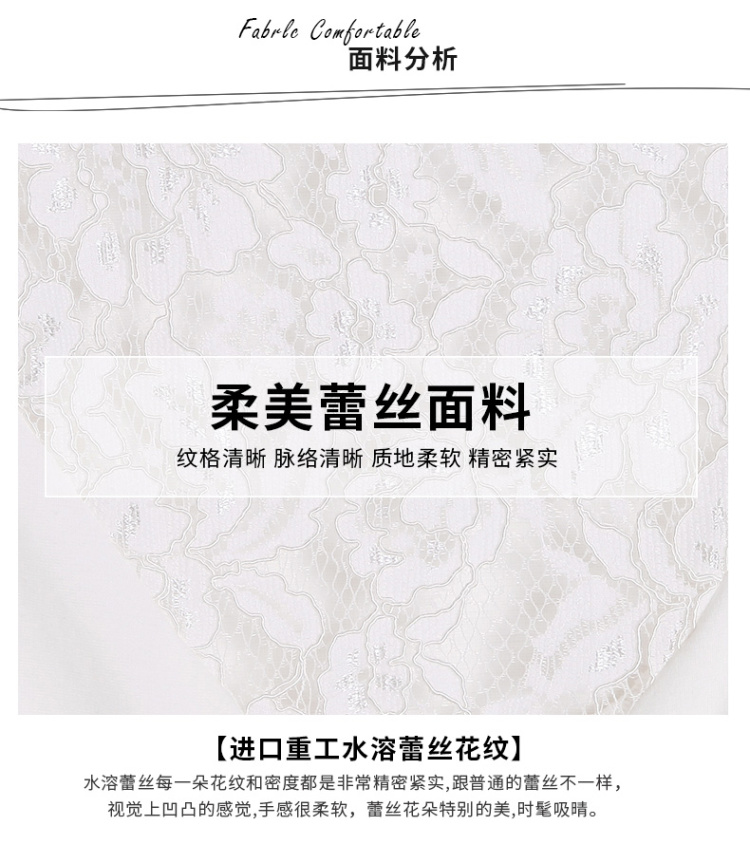 Fabric Comfortable
面料分析
柔美蕾丝面料
纹格清晰 脉络清晰 质地柔软 精密紧实
【进口重工水溶蕾丝花纹】
水溶蕾丝每一朵花纹和密度都是非常精密紧实,跟普通的蕾丝不一样，
视觉上凹凸的感觉,手感很柔软，蕾丝花朵特别的美,时髦吸晴。